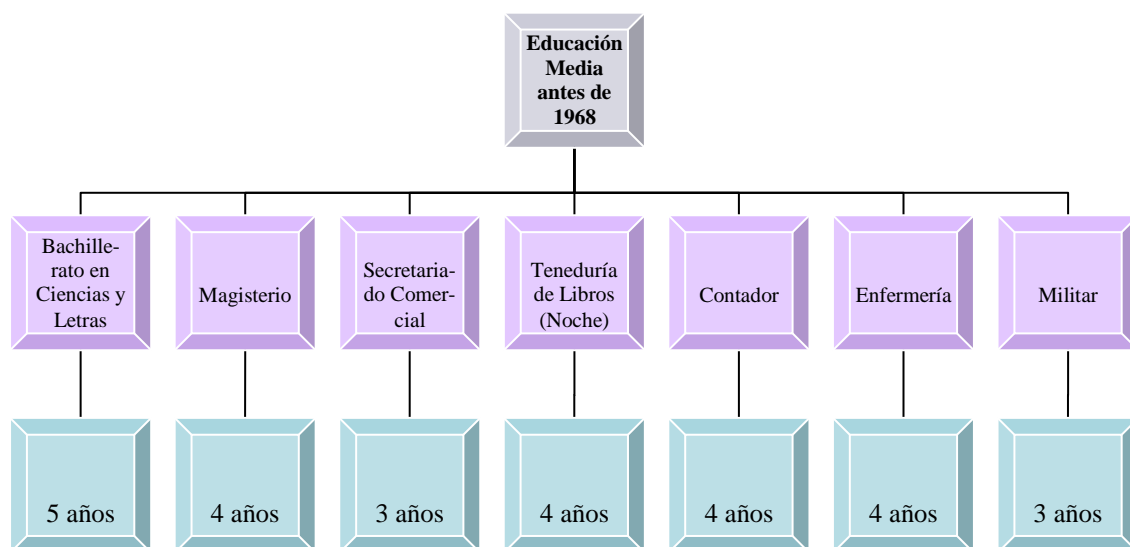 Educación
Media
antes de
1968
Bachille-
rato en
Ciencias y
Letras
Magisterio
Secretaria-
do Comer-
cial
Teneduría
de Libros
(Noche)
Contador
Enfermería
Militar
5 años
4 años
3 años
4 años
4 años
4 años
3 años